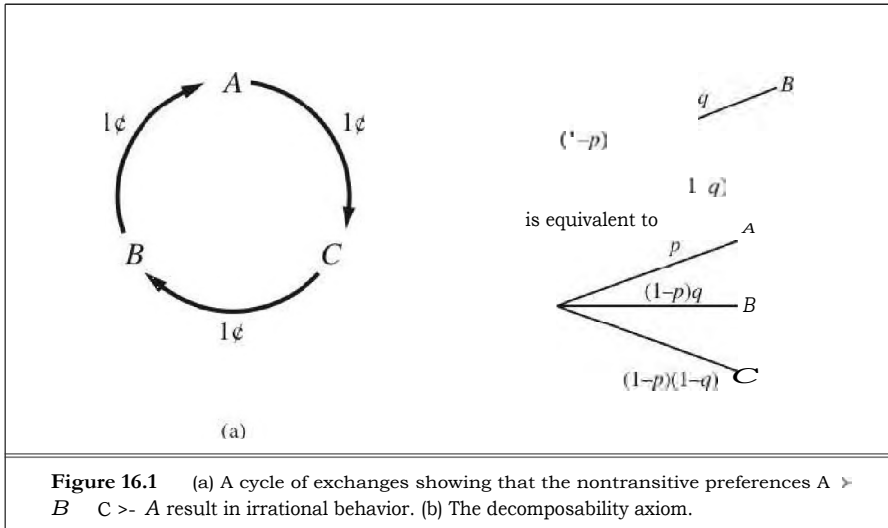 A
1¢
1¢
B
C
1¢
(a)
q
B
('–p)
1 q)
is equivalent to
A
p
(1–p)q
B
(1–p)(1–q)
C
Figure 16.1 (a) A cycle of exchanges showing that the nontransitive preferences A ≻
B C >- A result in irrational behavior. (b) The decomposability axiom.